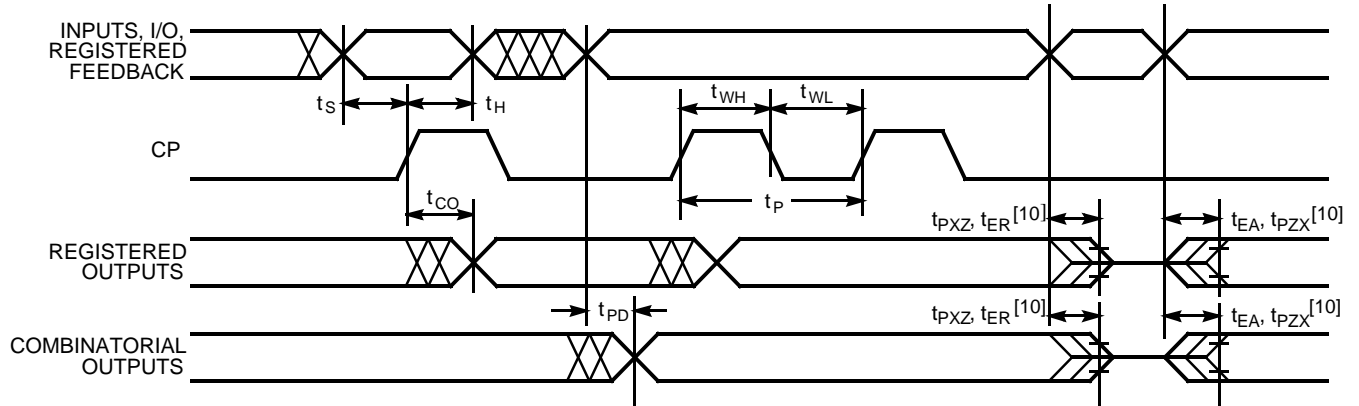 INPUTS, I/O,
REGISTERED
FEEDBACK
tS
tH
tWH
tWL
CP
tCO
tP
tPXZ, tER[10]
tEA, tPZX[10]
REGISTERED
OUTPUTS
tPD
tPXZ, tER[10]
tEA, tPZX[10]
COMBINATORIAL
OUTPUTS